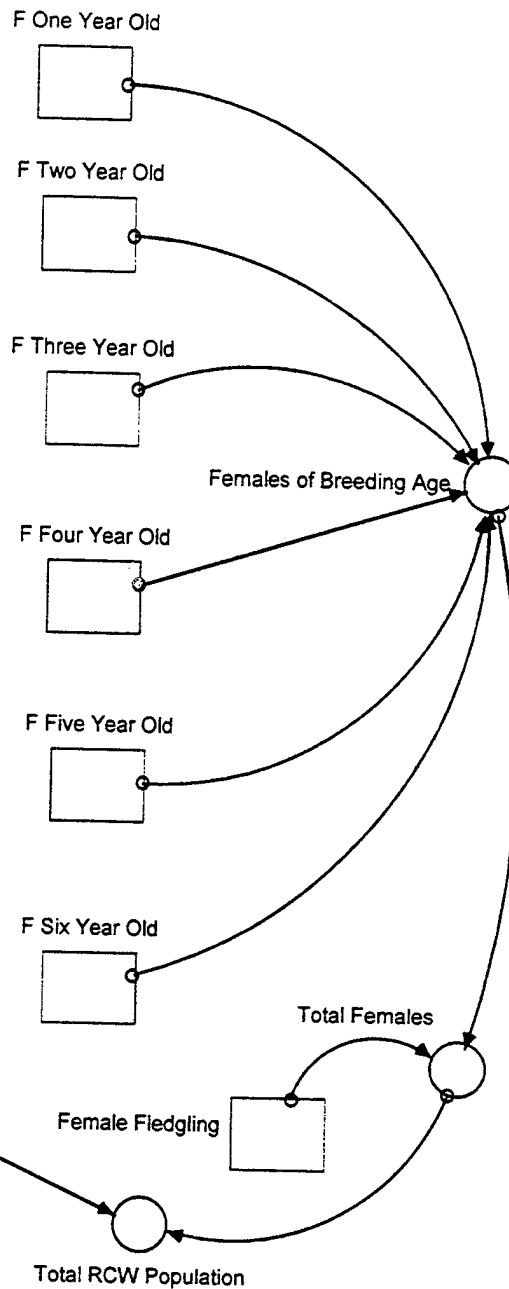 F One Year Old
F Two Year Old
F Three Year Old
Females of Breeding Age
F Four Year Old
F Five Year Old
F Six Year Old
Total Females
Female Fledgling
Total RCW Population